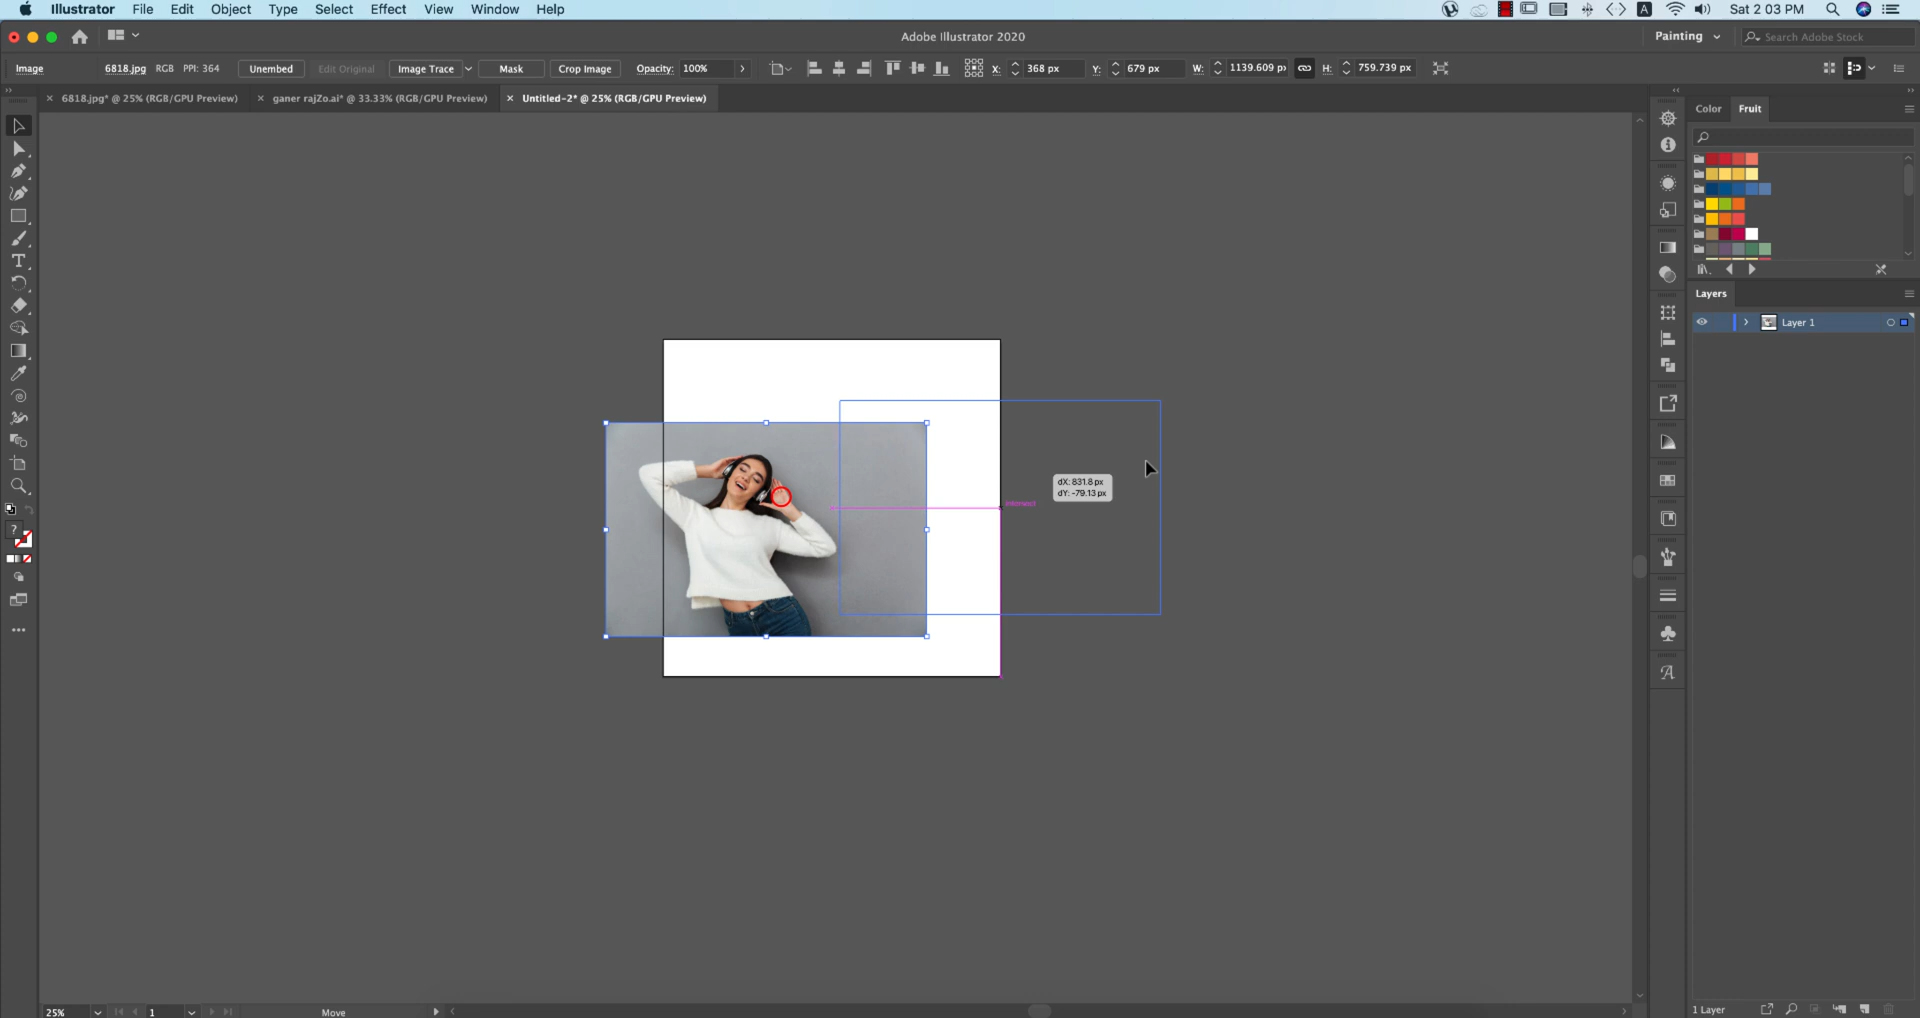 Illustrator File Edit Object Type Select Effect View Window Help
A
Sat 2 03 PM
Adobe Illustrator 2020
Painting
Search Adobe Stock
Image
6818.jpg RGB PPI: 364
Unembed
Edit Original
Image Trace
Mask
Crop Image
Opacity: 100%
X: 368 px
Y: 679 px
W: 1139.609 p
H: 759.739 px
6818.jpg* @ 25% (RGB/GPU Preview)
ganer rajZo.ai* @ 33.33% (RGB/GPU Preview)
Untitled-2* @ 25% (RGB/GPU Preview)
Color
Fruit
Layers
Layer 1
dX: 831.8 px
dY: -79.13 px
intersect
?
25%
1
Move
1 Layer